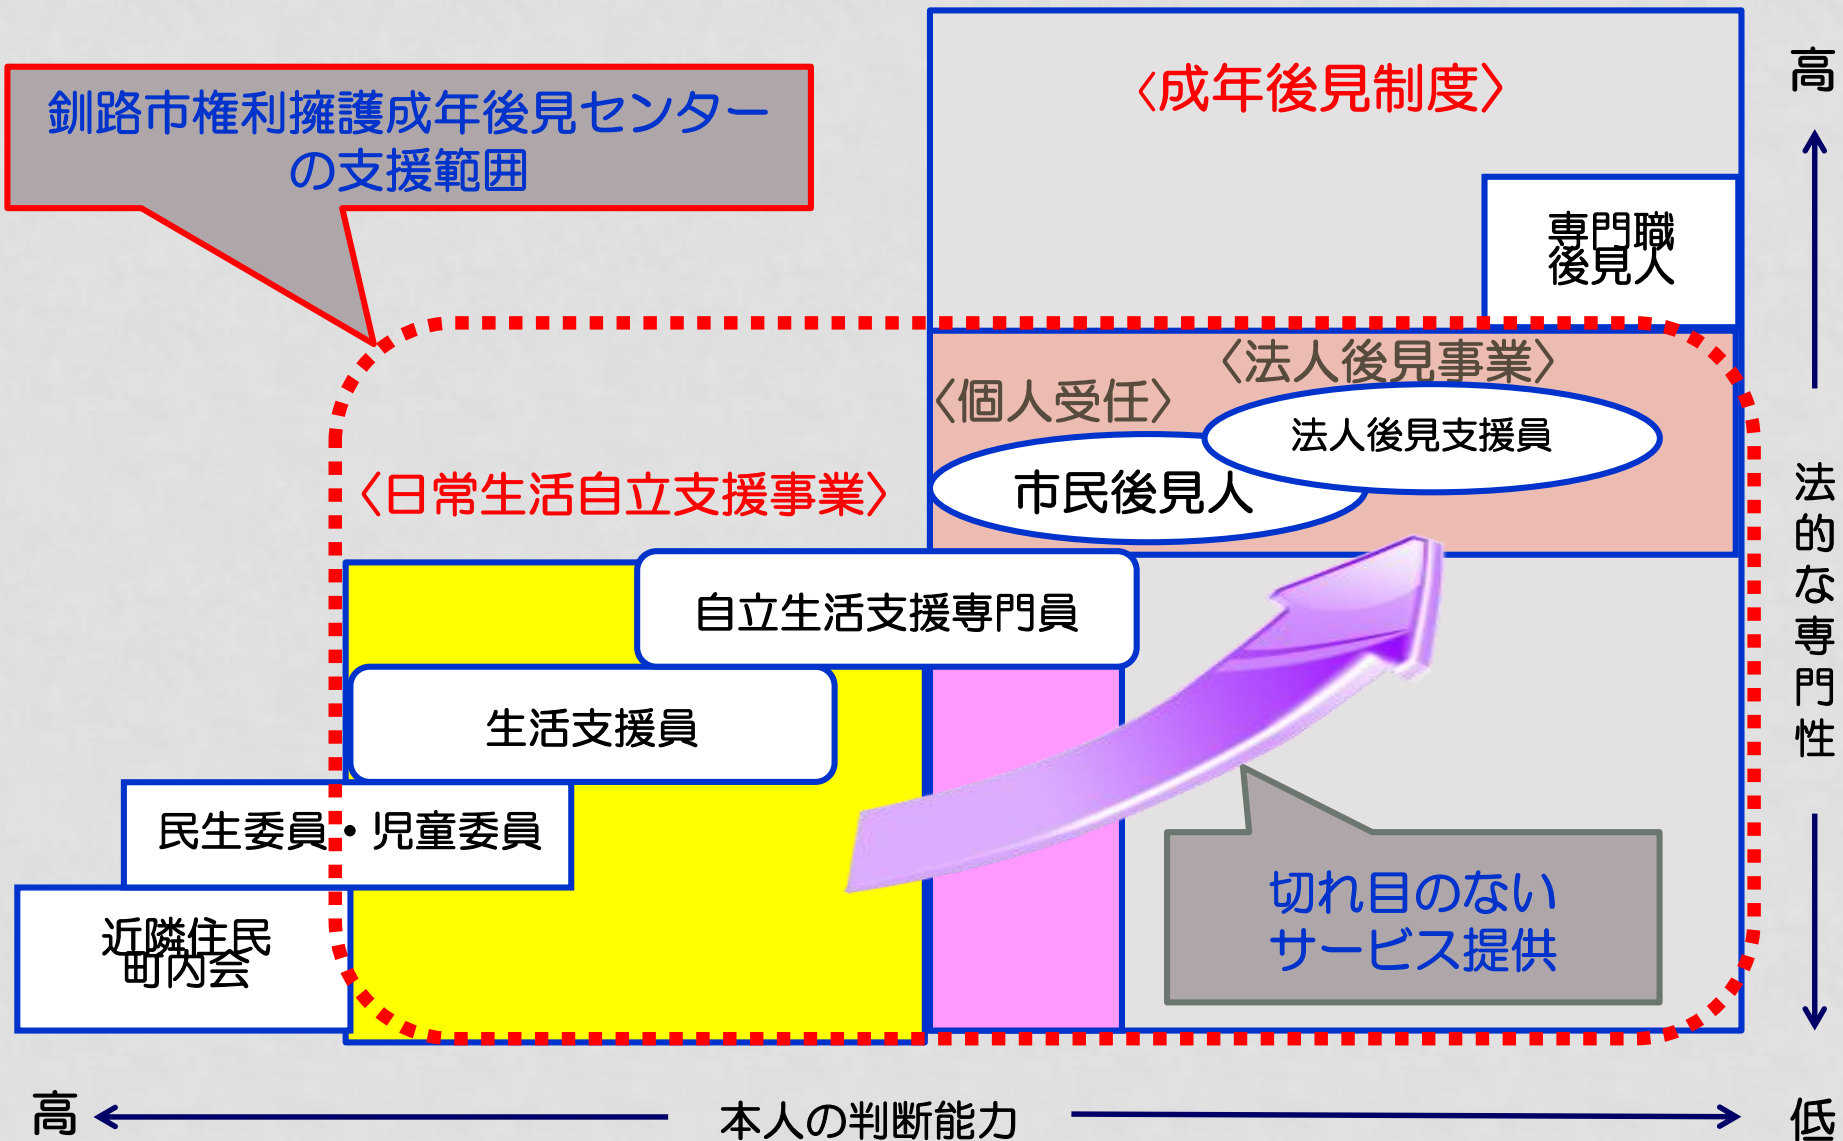 〈成年後見制度〉
高
釧路市権利擁護成年後見センター
の支援範囲
専門職
後見人
〈法人後見事業〉
〈個人受任〉
法人後見支援員
市民後見人
〈日常生活自立支援事業〉
法的な専門性
自立生活支援専門員
生活支援員
民生委員・児童委員
近隣住民
町内会
切れ目のない
サービス提供
高
本人の判断能力
低